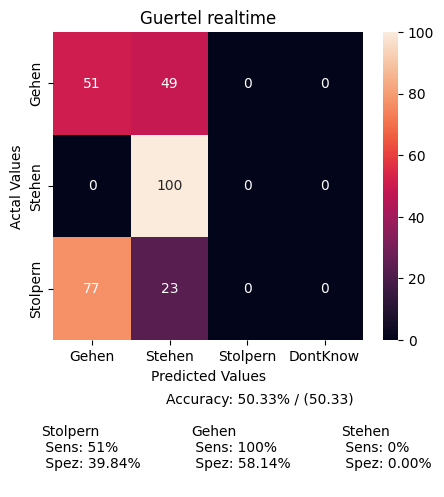 Guertel realtime
Actal Values
Gehen
Stehen
Stolpern
51 49 0 0
0 100 0 0
77 23 0 0
100
80
60
40
20
0
Gehen Stehen Stolpern DontKnow
Predicted Values
Accuracy: 50.33% / (50.33)
Stolpern Gehen Stehen
Sens: 51% Sens: 100% Sens: 0%
Spez: 39.84% Spez: 58.14% Spez: 0.00%